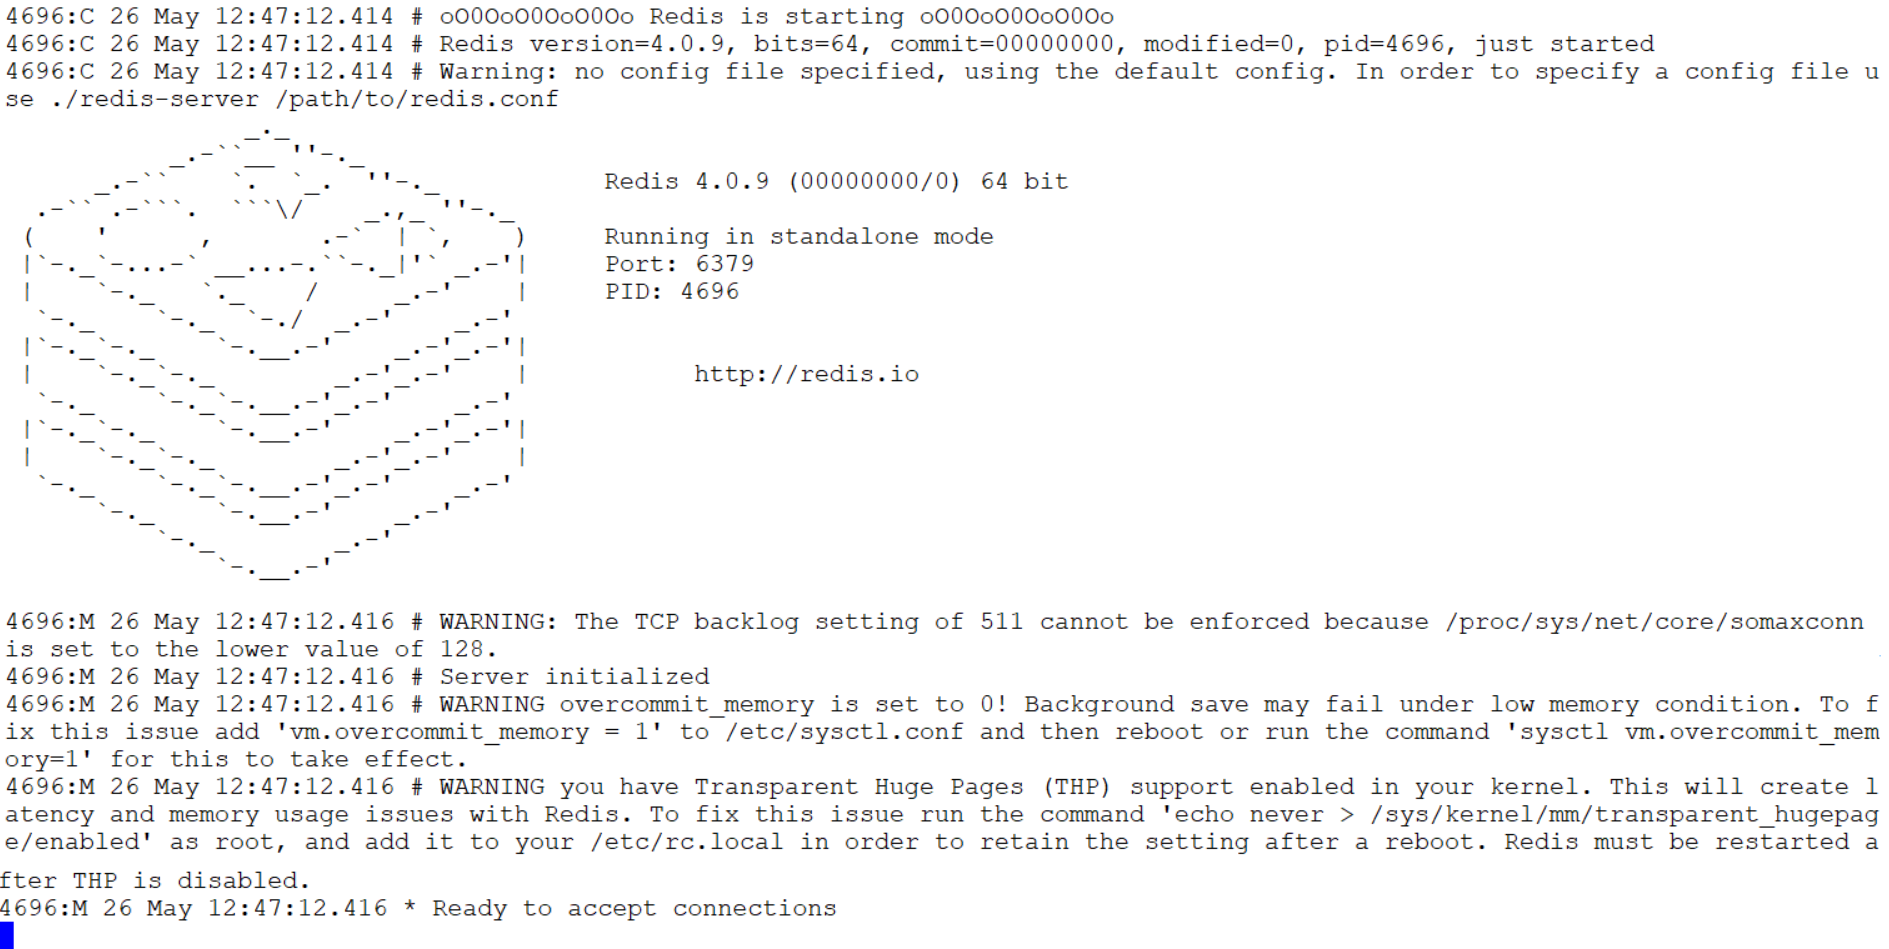 4696:C 26 May 12:47:12.414 # oO0OoO0OoO0Oo Redis is starting oO0OoO0OoO0Oo
4696:C 26 May 12:47:12.414 # Redis version=4.0.9, bits=64, commit=00000000, modified=0, pid=4696, just started
4696:C 26 May 12:47:12.414 # Warning: no config file specified, using the default config. In order to specify a config file u
se ./redis-server /path/to/redis.conf
Redis 4.0.9 (00000000/0) 64 bit
Running in standalone mode
Port: 6379
PID: 4696
http://redis.io
4696:M 26 May 12:47:12.416 # WARNING: The TCP backlog setting of 511 cannot be enforced because /proc/sys/net/core/somaxconn
is set to the lower value of 128.
4696:M 26 May 12:47:12.416 # Server initialized
4696:M 26 May 12:47:12.416 # WARNING overcommit_memory is set to 0! Background save may fail under low memory condition. To f
ix this issue add 'vm.overcommit_memory = 1' to /etc/sysctl.conf and then reboot or run the command 'sysctl vm.overcommit_mem
ory=1' for this to take effect.
4696:M 26 May 12:47:12.416 # WARNING you have Transparent Huge Pages (THP) support enabled in your kernel. This will create l
atency and memory usage issues with Redis. To fix this issue run the command 'echo never > /sys/kernel/mm/transparent_hugepag
e/enabled' as root, and add it to your /etc/rc.local in order to retain the setting after a reboot. Redis must be restarted a
fter THP is disabled.
4696:M 26 May 12:47:12.416 * Ready to accept connections